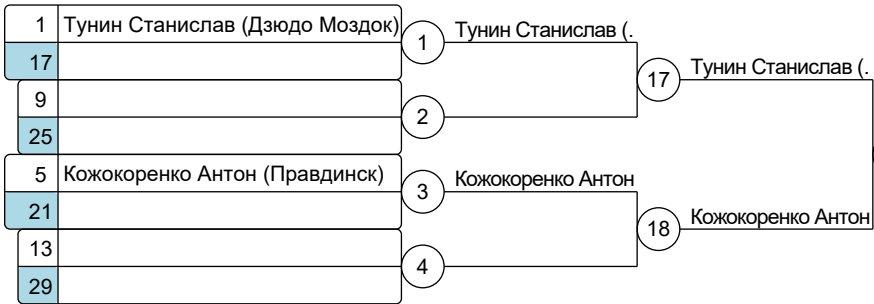 1 Тунин Станислав (Дзюдо Моздок)
17
1
Тунин Станислав (.
9
25
2
17
Тунин Станислав (.
5 Кожокоренко Антон (Правдинск)
21
3
Кожокоренко Антон
13
29
4
18
Кожокоренко Антон